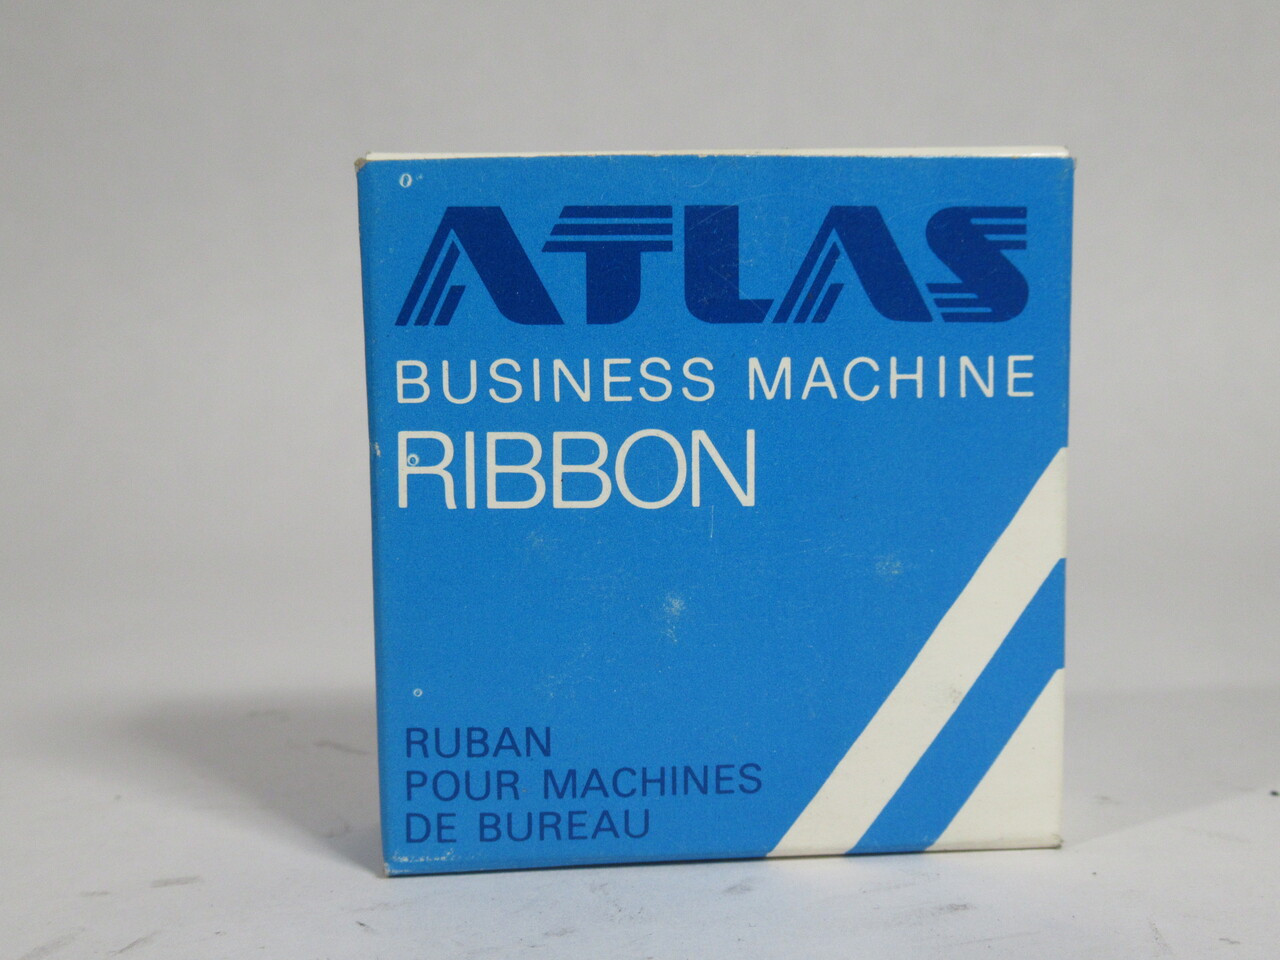 ATLAS
BUSINESS MACHINE
RIBBON
RUBAN
POUR MACHINES
DE BUREAU